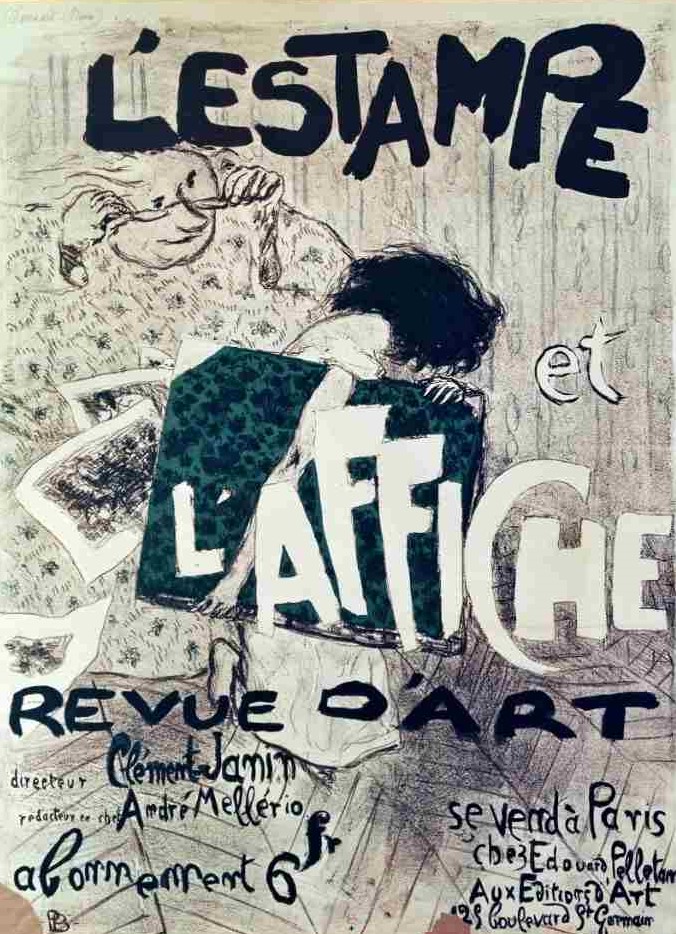 L'ESTAMPE
et
L'AFFICHE
REVUE D'ART
directeur Clément-Janin
rédacteur en chef André Mellério
abonnement 6 fr
se vend à Paris
chez Edouard Pelletan
Aux Editions d'Art
125 boulevard St Germain
PB